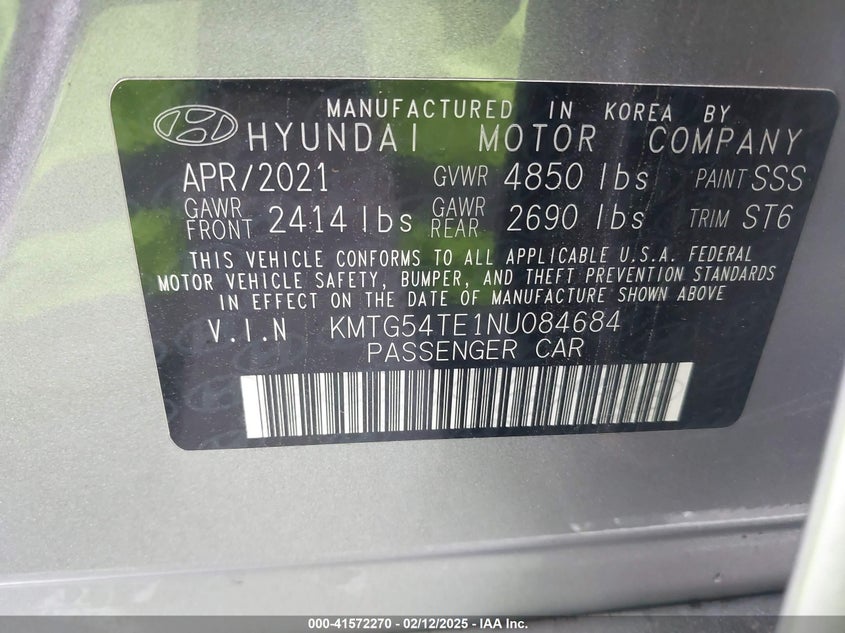 MANUFACTURED IN KOREA BY
HYUNDAI MOTOR COMPANY
APR/2021 GVWR 4850 lbs PAINT SSS
GAWR FRONT 2414 lbs GAWR REAR 2690 lbs TRIM ST6
THIS VEHICLE CONFORMS TO ALL APPLICABLE U.S.A. FEDERAL
MOTOR VEHICLE SAFETY, BUMPER, AND THEFT PREVENTION STANDARDS
IN EFFECT ON THE DATE OF MANUFACTURE SHOWN ABOVE
V.I.N KMTG54TE1NU084684
PASSENGER CAR
000-41572270 - 02/12/2025 - IAA Inc.